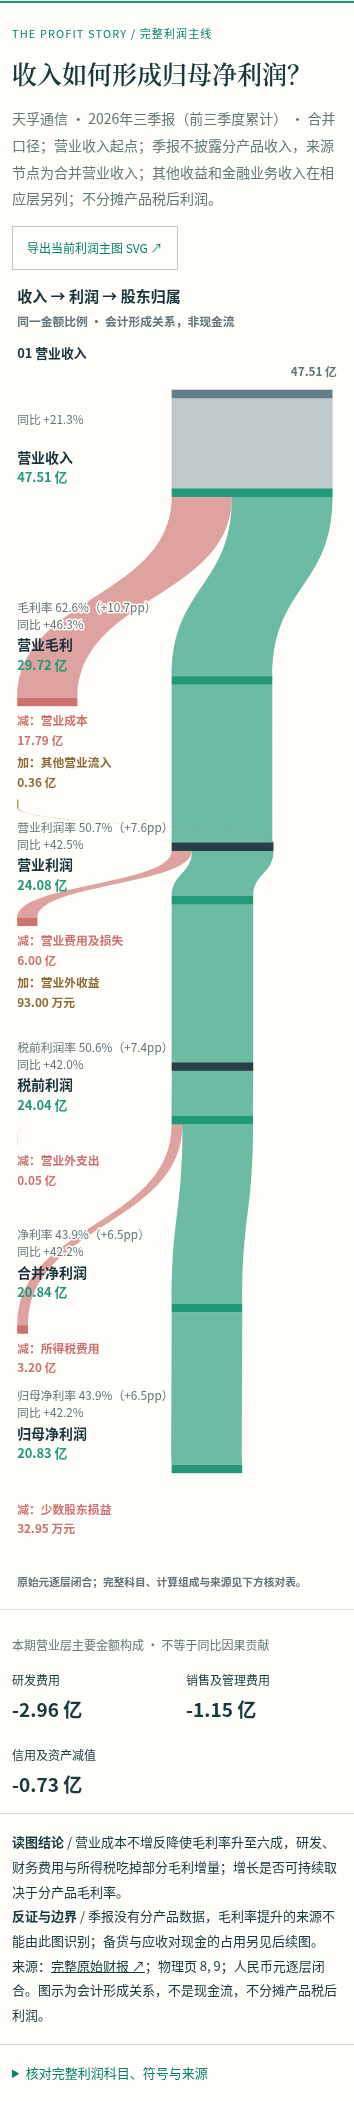 THE PROFIT STORY / 完整利润主线
收入如何形成归母净利润？
天孚通信 · 2026年三季报（前三季度累计） · 合并
口径；营业收入起点；季报不披露分产品收入，来源
节点为合并营业收入；其他收益和金融业务收入在相
应层另列；不分摊产品税后利润。
导出当前利润主图 SVG ↗
收入 → 利润 → 股东归属
同一金额比例 · 会计形成关系，非现金流
01 营业收入
47.51 亿
同比 +21.3%
营业收入
47.51 亿
毛利率 62.6%（+10.7pp）
同比 +46.3%
营业毛利
29.72 亿
减：营业成本
17.79 亿
加：其他营业流入
0.36 亿
营业利润率 50.7%（+7.6pp）
同比 +42.5%
营业利润
24.08 亿
减：营业费用及损失
6.00 亿
加：营业外收益
93.00 万元
税前利润率 50.6%（+7.4pp）
同比 +42.0%
税前利润
24.04 亿
减：营业外支出
0.05 亿
净利率 43.9%（+6.5pp）
同比 +42.2%
合并净利润
20.84 亿
减：所得税费用
3.20 亿
归母净利率 43.9%（+6.5pp）
同比 +42.2%
归母净利润
20.83 亿
减：少数股东损益
32.95 万元
原始元逐层闭合；完整科目、计算组成与来源见下方核对表。
本期营业层主要金额构成 · 不等于同比因果贡献
研发费用
-2.96 亿
销售及管理费用
-1.15 亿
信用及资产减值
-0.73 亿
读图结论 / 营业成本不增反降使毛利率升至六成，研发、
财务费用与所得税吃掉部分毛利增量；增长是否可持续取
决于分产品毛利率。
反证与边界 / 季报没有分产品数据，毛利率提升的来源不
能由此图识别；备货与应收对现金的占用另见后续图。
来源：完整原始财报 ↗；物理页 8, 9；人民币元逐层闭
合。图示为会计形成关系，不是现金流，不分摊产品税后
利润。
▶ 核对完整利润科目、符号与来源